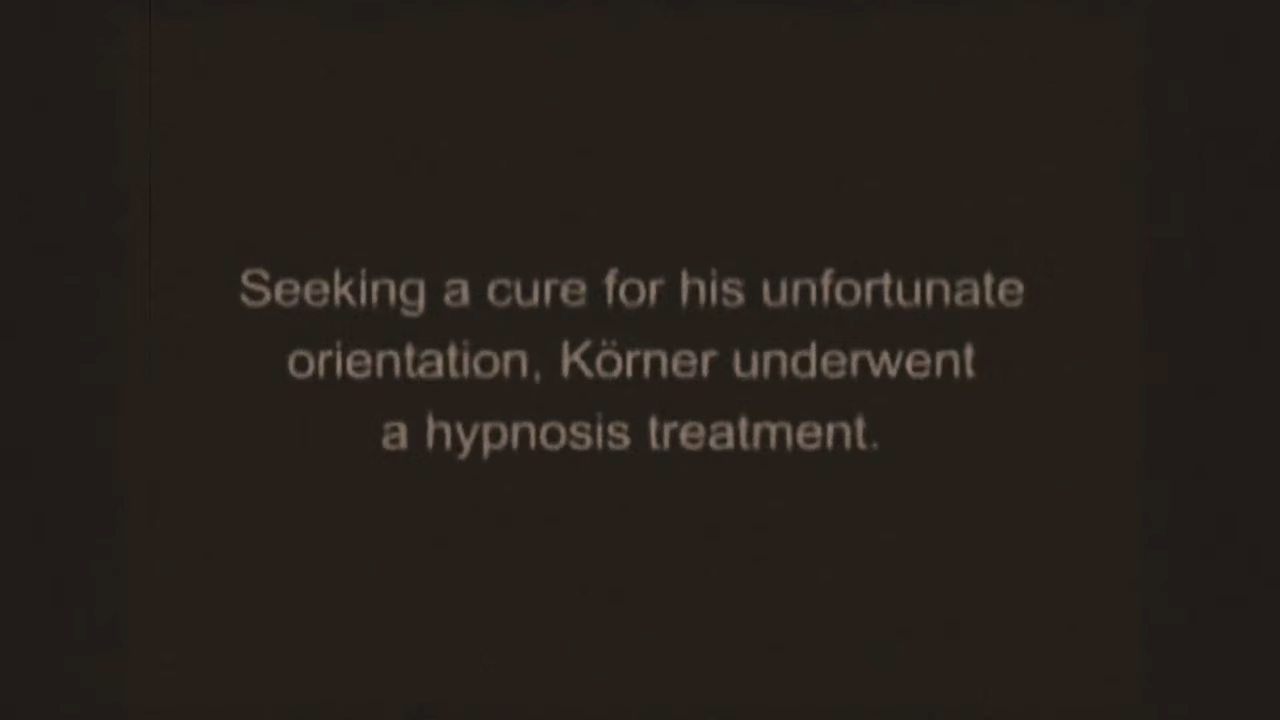 Seeking a cure for his unfortunate
orientation, Körner underwent
a hypnosis treatment.